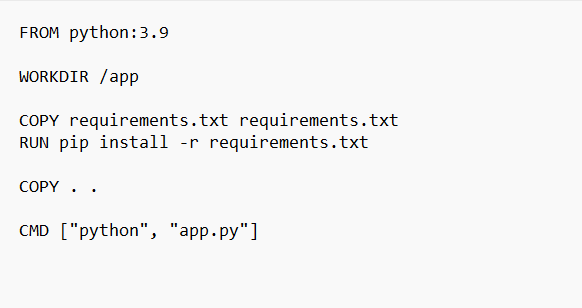 FROM python:3.9
WORKDIR /app
COPY requirements.txt requirements.txt
RUN pip install -r requirements.txt
COPY . .
CMD ["python", "app.py"]